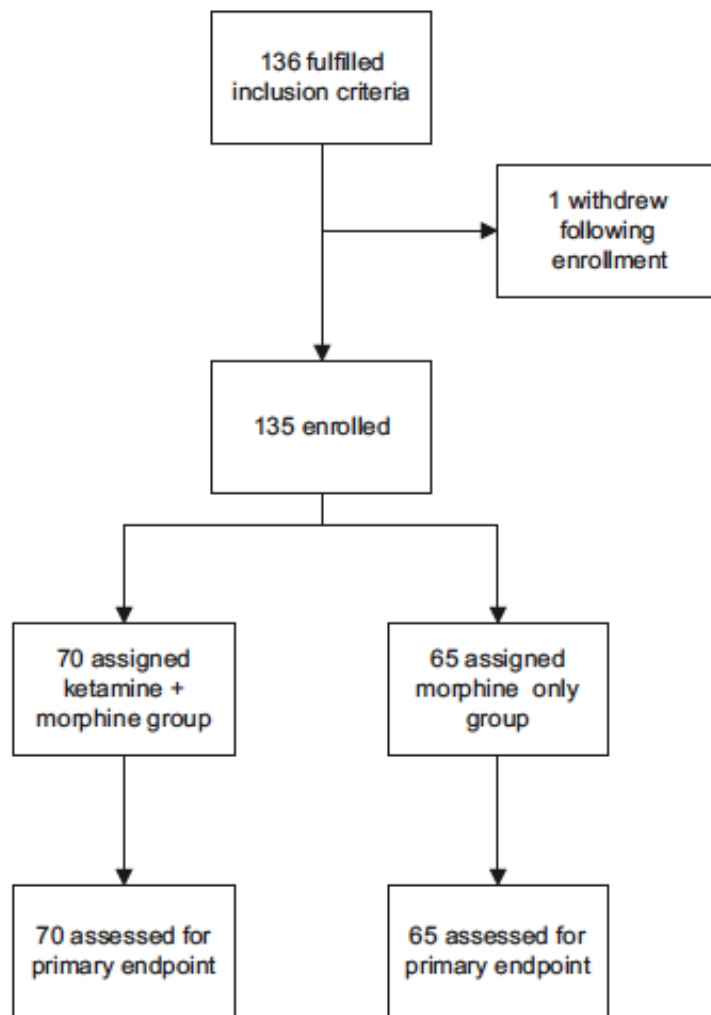 136 fulfilled
inclusion criteria
1 withdrew
following
enrollment
135 enrolled
70 assigned
ketamine +
morphine group
65 assigned
morphine only
group
70 assessed for
primary endpoint
65 assessed for
primary endpoint